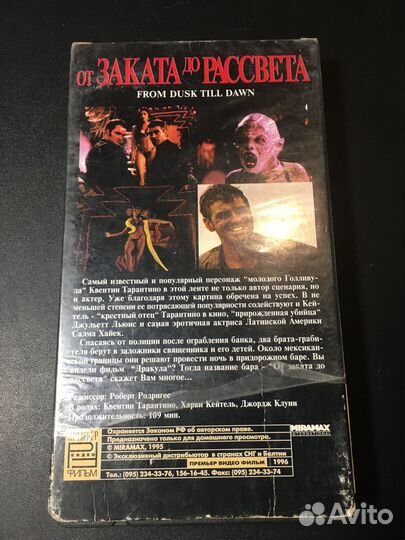 от ЗАКАТА до РАССВЕТА
FROM DUSK TILL DAWN
Самый известный и популярный персонаж "молодого Голливу-
да" Квентин Тарантино в этой ленте не только автор сценария, но
и актер. Уже благодаря этому картина обречена на успех. В не
меньшей степени ее потрясающей популярности содействуют и Кей-
тель - "крестный отец" Тарантино в кино, "прирожденная убийца"
Джульетт Льюис и самая эротичная актриса Латинской Америки
Салма Хайек.
Спасаясь от полиции после ограбления банка, два брата-граби-
теля берут в заложники священника и его детей. Около мексикан-
ской границы они решают провести ночь в придорожном баре. Вы
видели фильм "Дракула"? Тогда название бара - "От заката до
рассвета" скажет Вам многое...
Режиссер: Роберт Родригес
В ролях: Квентин Тарантино, Харви Кейтель, Джордж Клуни
Продолжительность: 109 мин.
ПРЕМЬЕР
ВИДЕО
ФИЛЬМ
Охраняется Законом РФ об авторском праве.
Предназначено только для домашнего просмотра.
© MIRAMAX, 1995
© Эксклюзивный дистрибьютор в странах СНГ и Балтии
ПРЕМЬЕР ВИДЕО ФИЛЬМ 1996
Тел.: (095) 234-33-76, 156-16-45. Факс: (095) 234-33-74
MIRAMAX
INTERNATIONAL
Avito